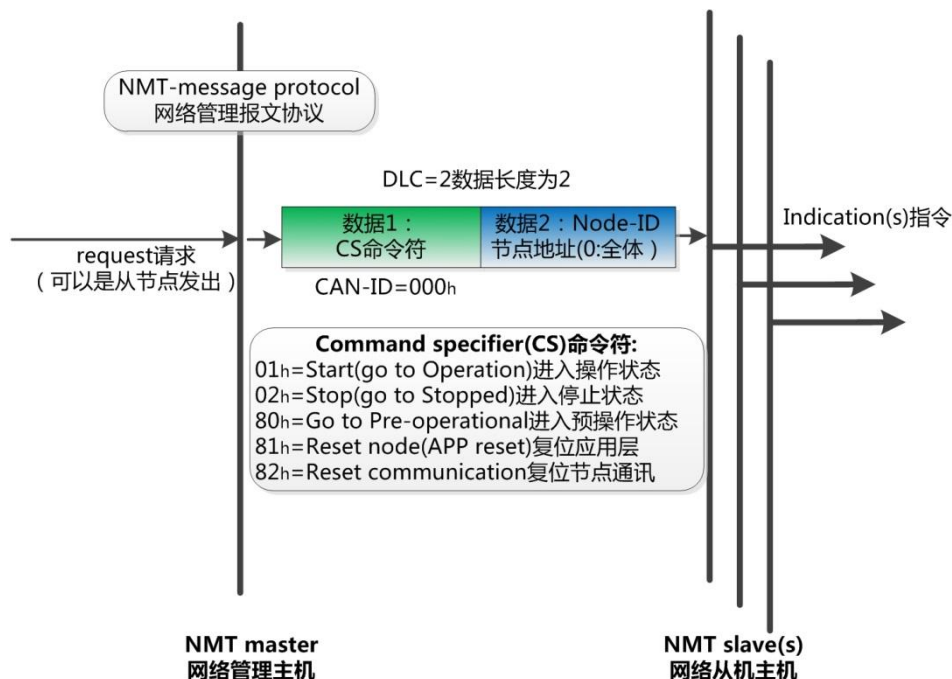 NMT-message protocol
网络管理报文协议
DLC=2数据长度为2
数据1：
CS命令符
数据2：Node-ID
节点地址(0:全体）
Indication(s)指令
request请求
（可以是从节点发出）
CAN-ID=000h
Command specifier(CS)命令符:
01h=Start(go to Operation)进入操作状态
02h=Stop(go to Stopped)进入停止状态
80h=Go to Pre-operational进入预操作状态
81h=Reset node(APP reset)复位应用层
82h=Reset communication复位节点通讯
NMT master
网络管理主机
NMT slave(s)
网络从机主机